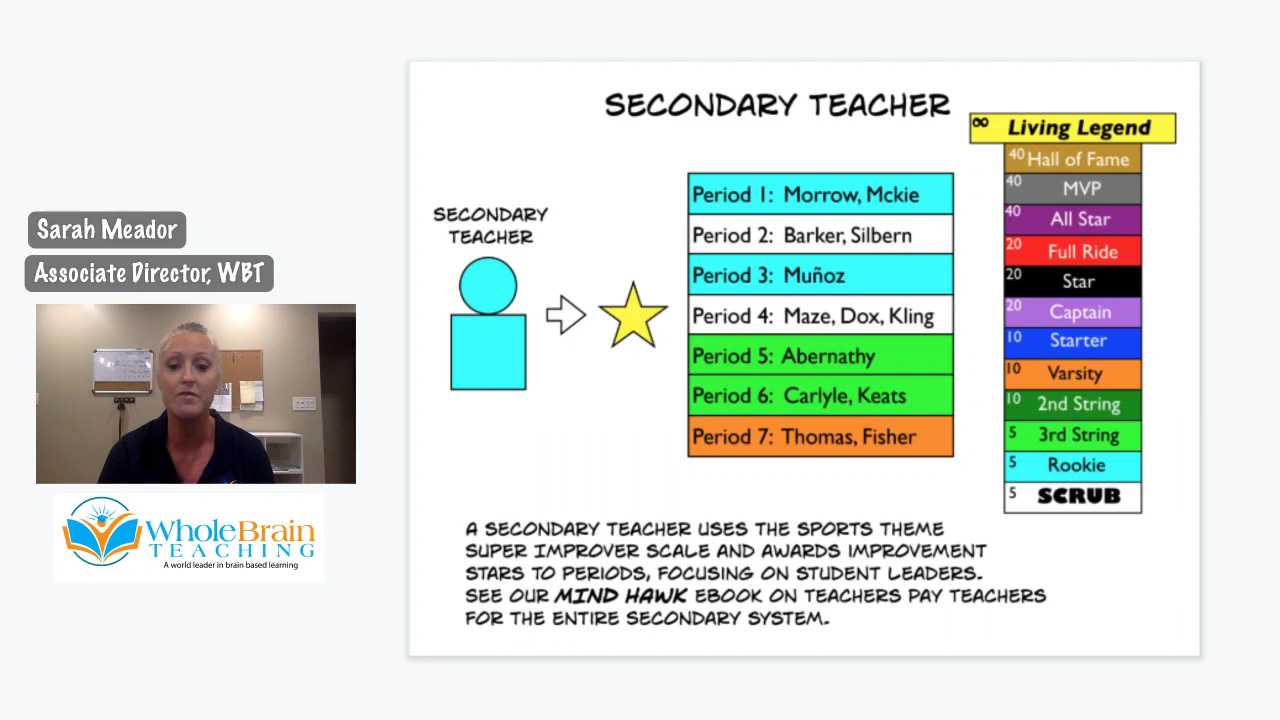 Sarah Meador
Associate Director, WBT
WHOLEBRAIN
TEACHING
A world leader in brain based learning
SECONDARY TEACHER
SECONDARY
TEACHER
Period 1: Morrow, Mckie
Period 2: Barker, Silbern
Period 3: Muñoz
Period 4: Maze, Dox, Kling
Period 5: Abernathy
Period 6: Carlyle, Keats
Period 7: Thomas, Fisher
∞ Living Legend
40 Hall of Fame
40 MVP
40 All Star
20 Full Ride
20 Star
20 Captain
10 Starter
10 Varsity
10 2nd String
5 3rd String
5 Rookie
5 SCRUB
A SECONDARY TEACHER USES THE SPORTS THEME
SUPER IMPROVER SCALE AND AWARDS IMPROVEMENT
STARS TO PERIODS, FOCUSING ON STUDENT LEADERS.
SEE OUR MIND HAWK EBOOK ON TEACHERS PAY TEACHERS
FOR THE ENTIRE SECONDARY SYSTEM.